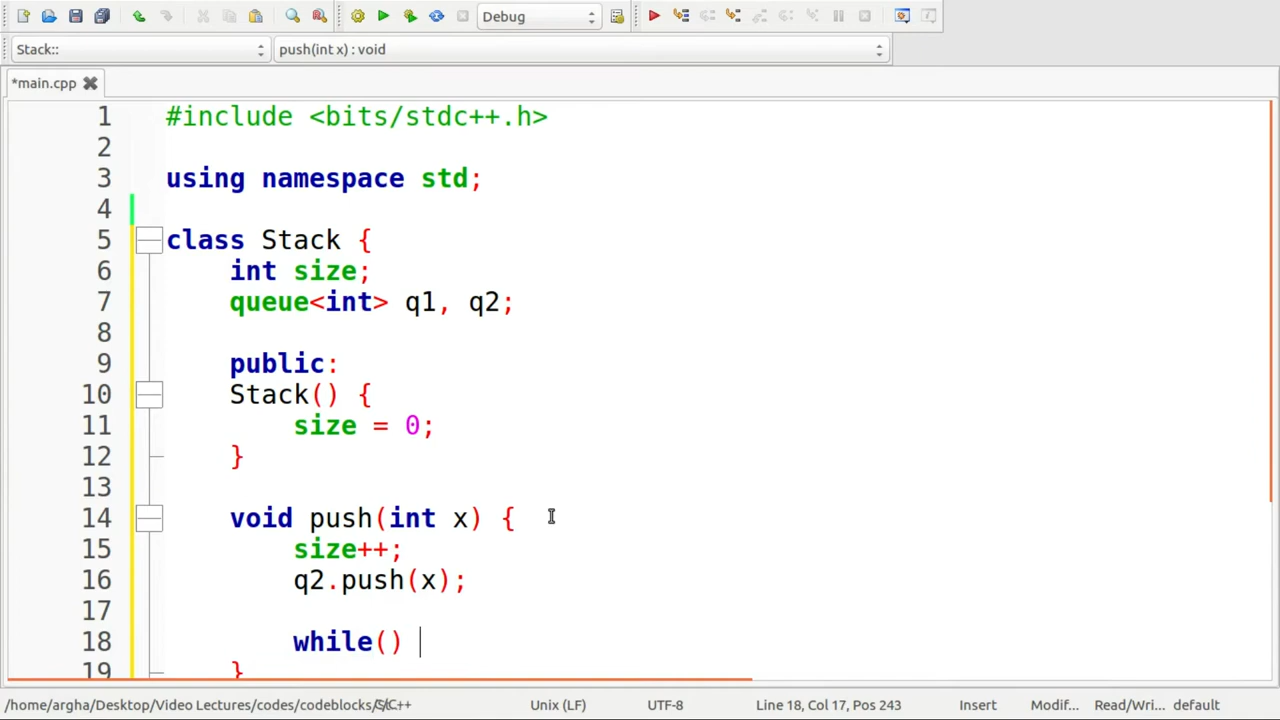 Debug
Stack::
push(int x) : void
*main.cpp
1 #include <bits/stdc++.h>
2
3 using namespace std;
4
5 class Stack {
6 int size;
7 queue<int> q1, q2;
8
9 public:
10 Stack() {
11 size = 0;
12 }
13
14 void push(int x) {
15 size++;
16 q2.push(x);
17
18 while()
19 }
/home/argha/Desktop/Video Lectures/codes/codeblocks/ C/C++ Unix (LF) UTF-8 Line 18, Col 17, Pos 243 Insert Modif... Read/Wri... default